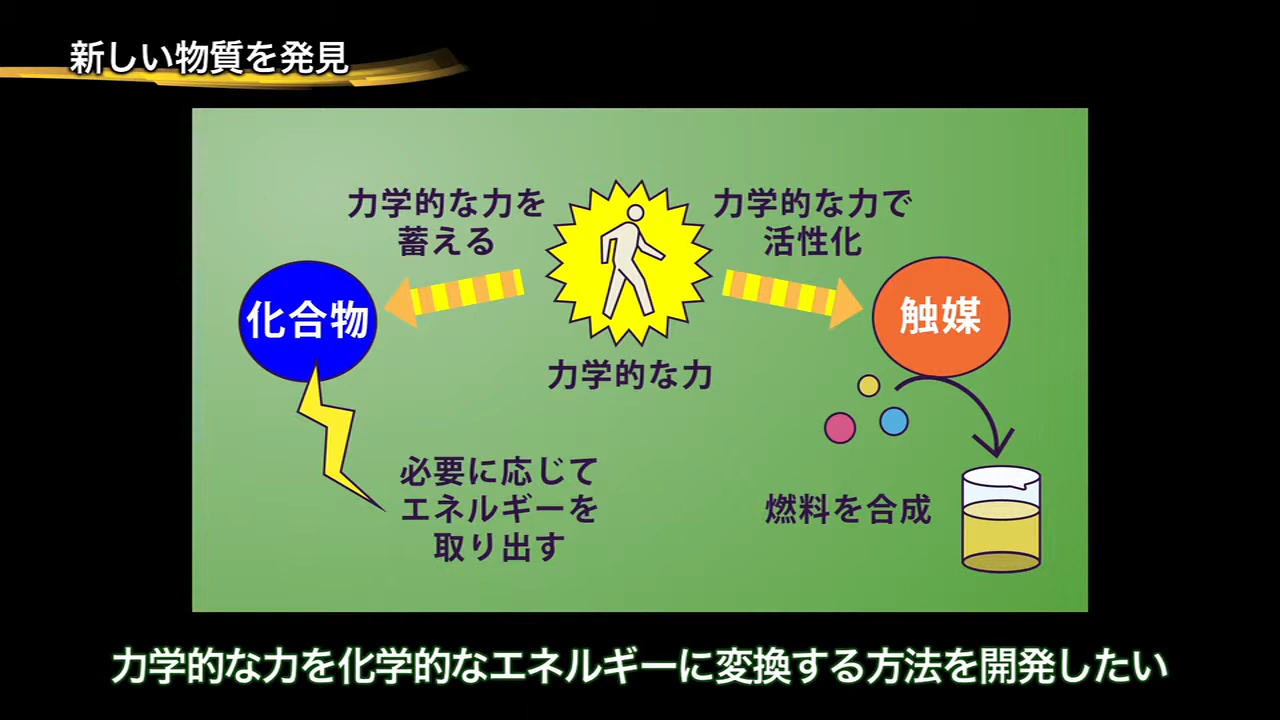 新しい物質を発見
力学的な力を
蓄える
力学的な力で
活性化
化合物
触媒
力学的な力
必要に応じて
エネルギーを
取り出す
燃料を合成
力学的な力を化学的なエネルギーに変換する方法を開発したい